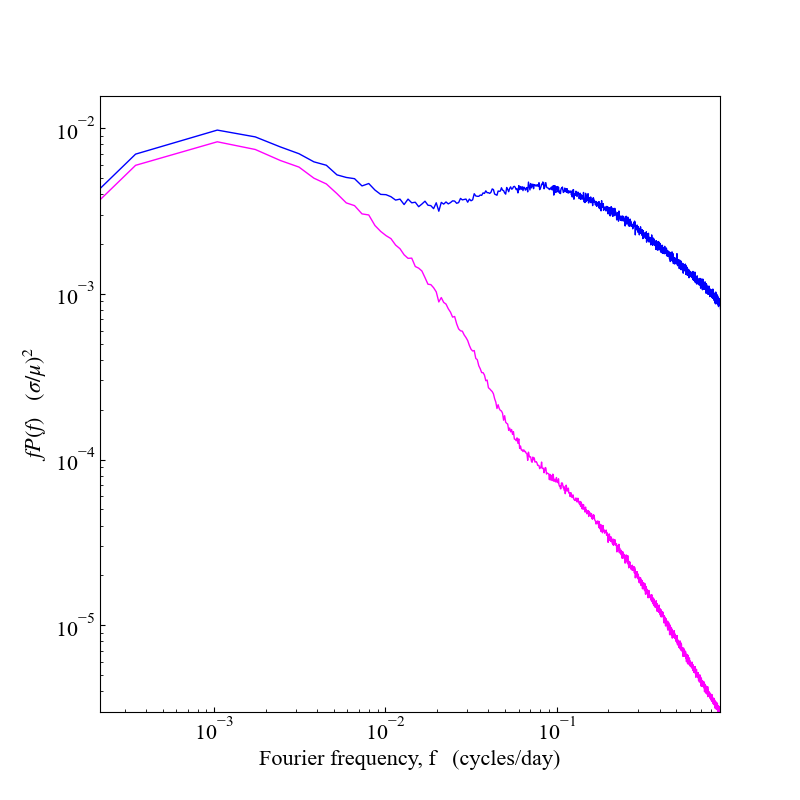 10⁻²
10⁻³
10⁻⁴
10⁻⁵
fP(f) (σ/μ)²
10⁻³ 10⁻² 10⁻¹
Fourier frequency, f (cycles/day)